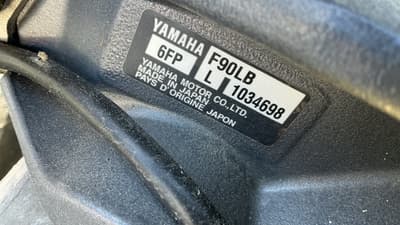 YAMAHA F90LB
6FP L 1034698
YAMAHA MOTOR CO., LTD.
MADE IN JAPAN
PAYS D'ORIGINE JAPON